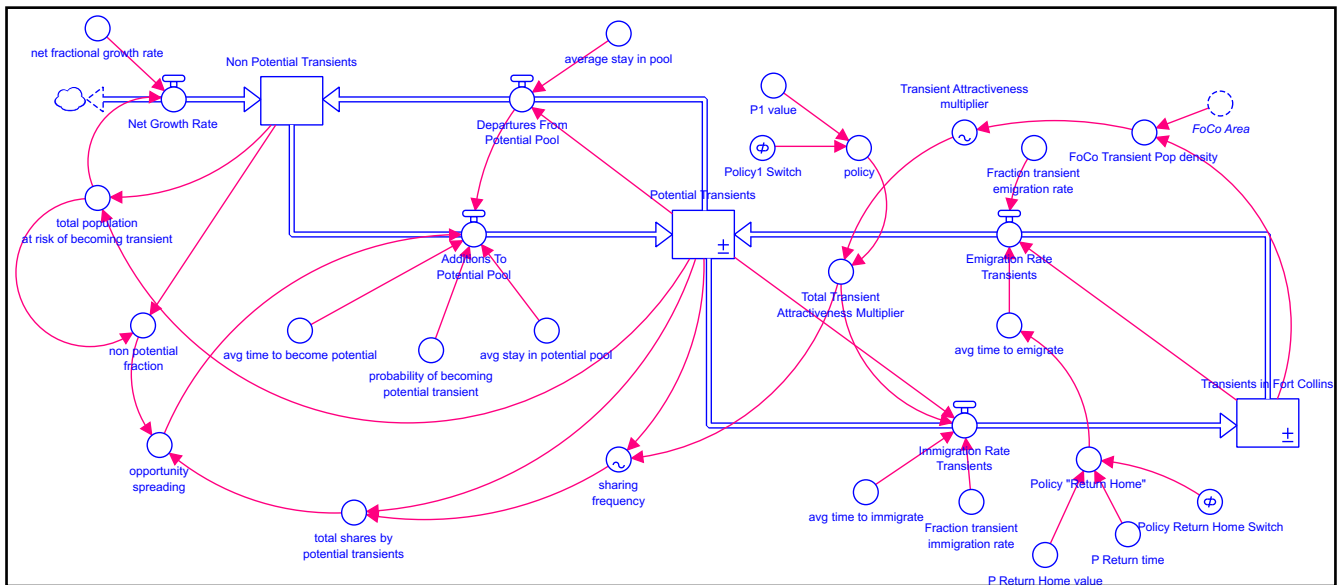 net fractional growth rate
Non Potential Transients
average stay in pool
Net Growth Rate
Departures From
Potential Pool
P1 value
Policy1 Switch
policy
Transient Attractiveness
multiplier
FoCo Area
FoCo Transient Pop density
Fraction transient
emigration rate
total population
at risk of becoming transient
Potential Transients
Additions To
Potential Pool
Emigration Rate
Transients
Total Transient
Attractiveness Multiplier
non potential
fraction
avg time to become potential
probability of becoming
potential transient
avg stay in potential pool
avg time to emigrate
Transients in Fort Collins
opportunity
spreading
sharing
frequency
Immigration Rate
Transients
Policy "Return Home"
total shares by
potential transients
avg time to immigrate
Fraction transient
immigration rate
Policy Return Home Switch
P Return time
P Return Home value